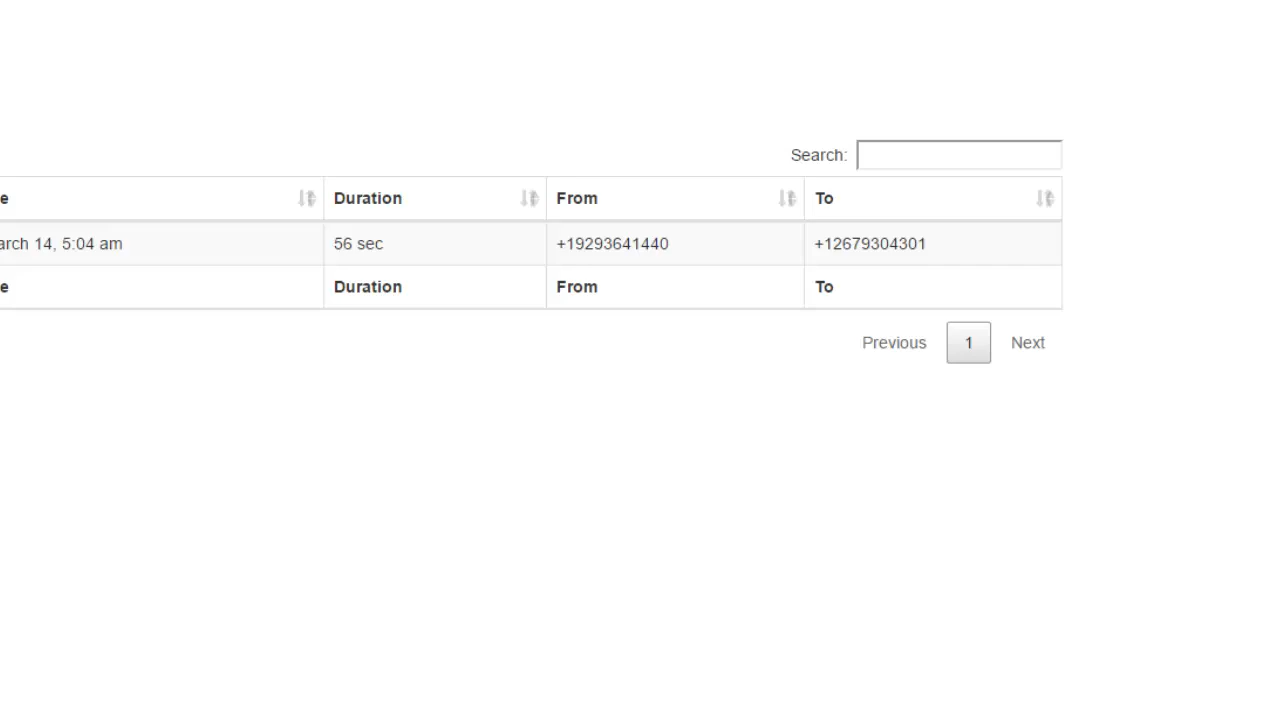 Search:
e Duration From To
arch 14, 5:04 am 56 sec +19293641440 +12679304301
e Duration From To
Previous 1 Next